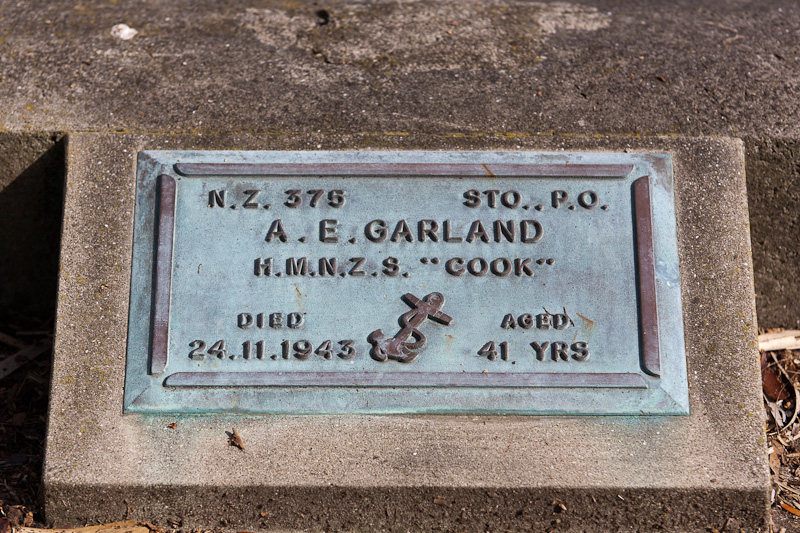 N.Z. 375 STO., P.O.
A. E. GARLAND
H.M.N.Z.S. "COOK"
DIED AGED
24.11.1943 41 YRS